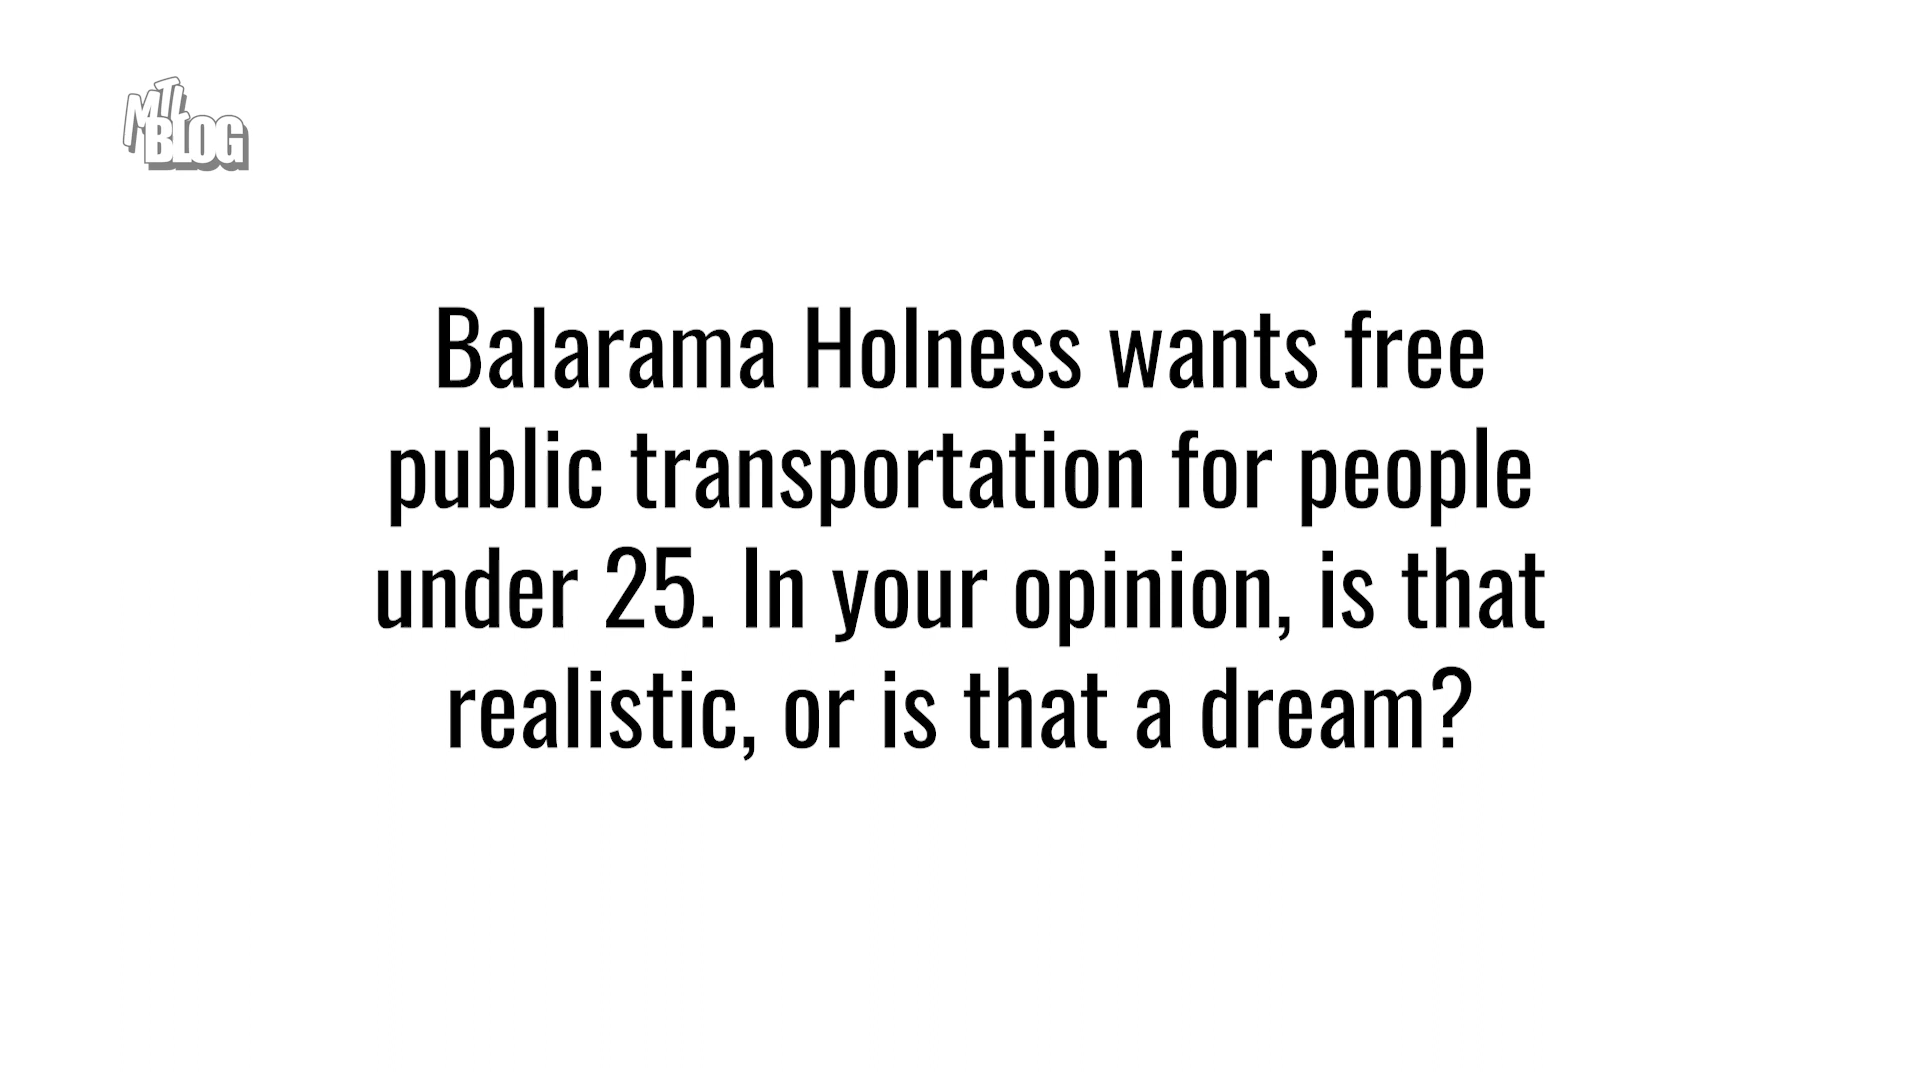 MTL
BLOG
Balarama Holness wants free
public transportation for people
under 25. In your opinion, is that
realistic, or is that a dream?